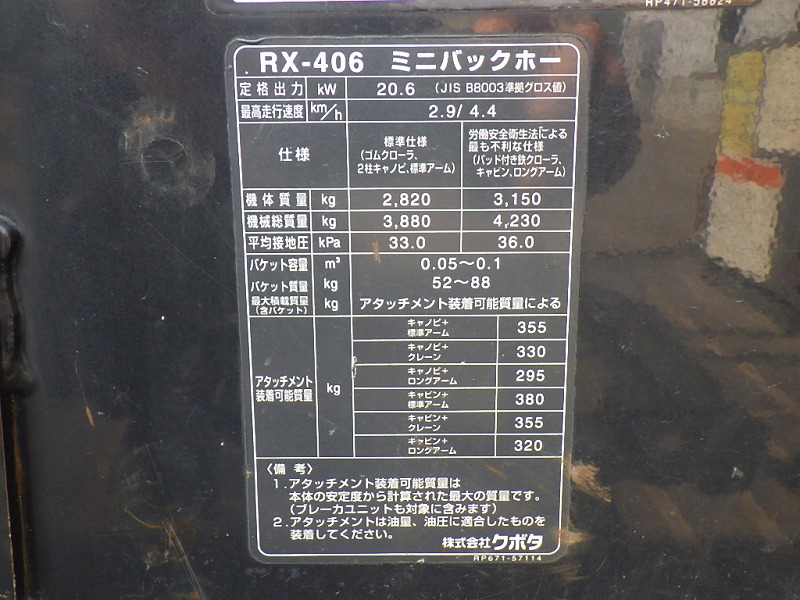 RP471-58824
RX-406 ミニバックホー
定格出力 kW 20.6 (JIS B8003準拠グロス値)
最高走行速度 km/h 2.9/ 4.4
仕様 標準仕様 (ゴムクローラ、 2柱キャノピ、標準アーム) 労働安全衛生法による 最も不利な仕様 (パッド付き鉄クローラ、 キャビン、ロングアーム)
機体質量 kg 2,820 3,150
機械総質量 kg 3,880 4,230
平均接地圧 kPa 33.0 36.0
バケット容量 m³ 0.05〜0.1
バケット質量 kg 52〜88
最大積載質量 (含バケット) kg アタッチメント装着可能質量による
アタッチメント 装着可能質量 kg
キャノピ+ 標準アーム 355
キャノピ+ クレーン 330
キャノピ+ ロングアーム 295
キャビン+ 標準アーム 380
キャビン+ クレーン 355
キャビン+ ロングアーム 320
〈備考〉
1.アタッチメント装着可能質量は
本体の安定度から計算された最大の質量です。
(ブレーカユニットも対象に含みます)
2.アタッチメントは油量、油圧に適合したものを
装着してください。
株式会社クボタ
RP671-57114